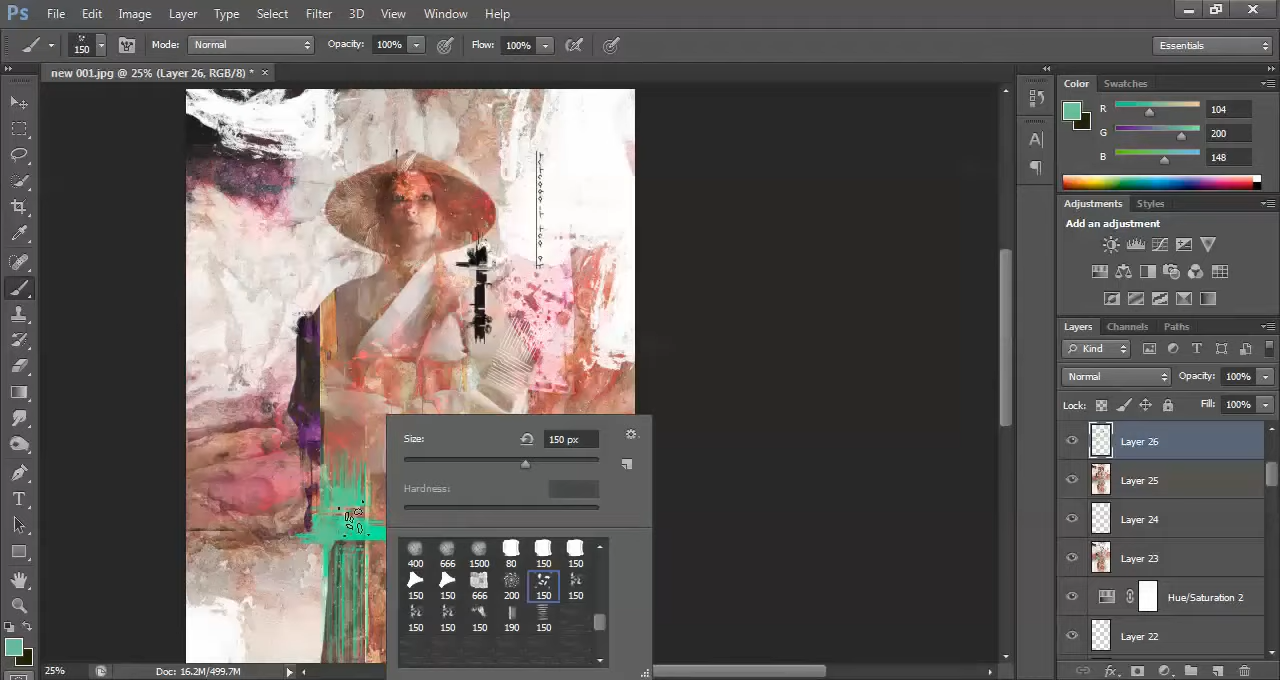 Ps File Edit Image Layer Type Select Filter 3D View Window Help
150 Mode: Normal Opacity: 100% Flow: 100% Essentials
new 001.jpg @ 25% (Layer 26, RGB/8) * ×
Color Swatches
R 104
G 200
B 148
Adjustments Styles
Add an adjustment
Layers Channels Paths
Kind T
Normal Opacity: 100%
Lock: Fill: 100%
Layer 26
Layer 25
Layer 24
Layer 23
Hue/Saturation 2
Layer 22
Size: 150 px
Hardness:
400 666 1500 80 150 150
150 150 666 200 150 150
150 150 150 190 150
25% Doc: 16.2M/499.7M